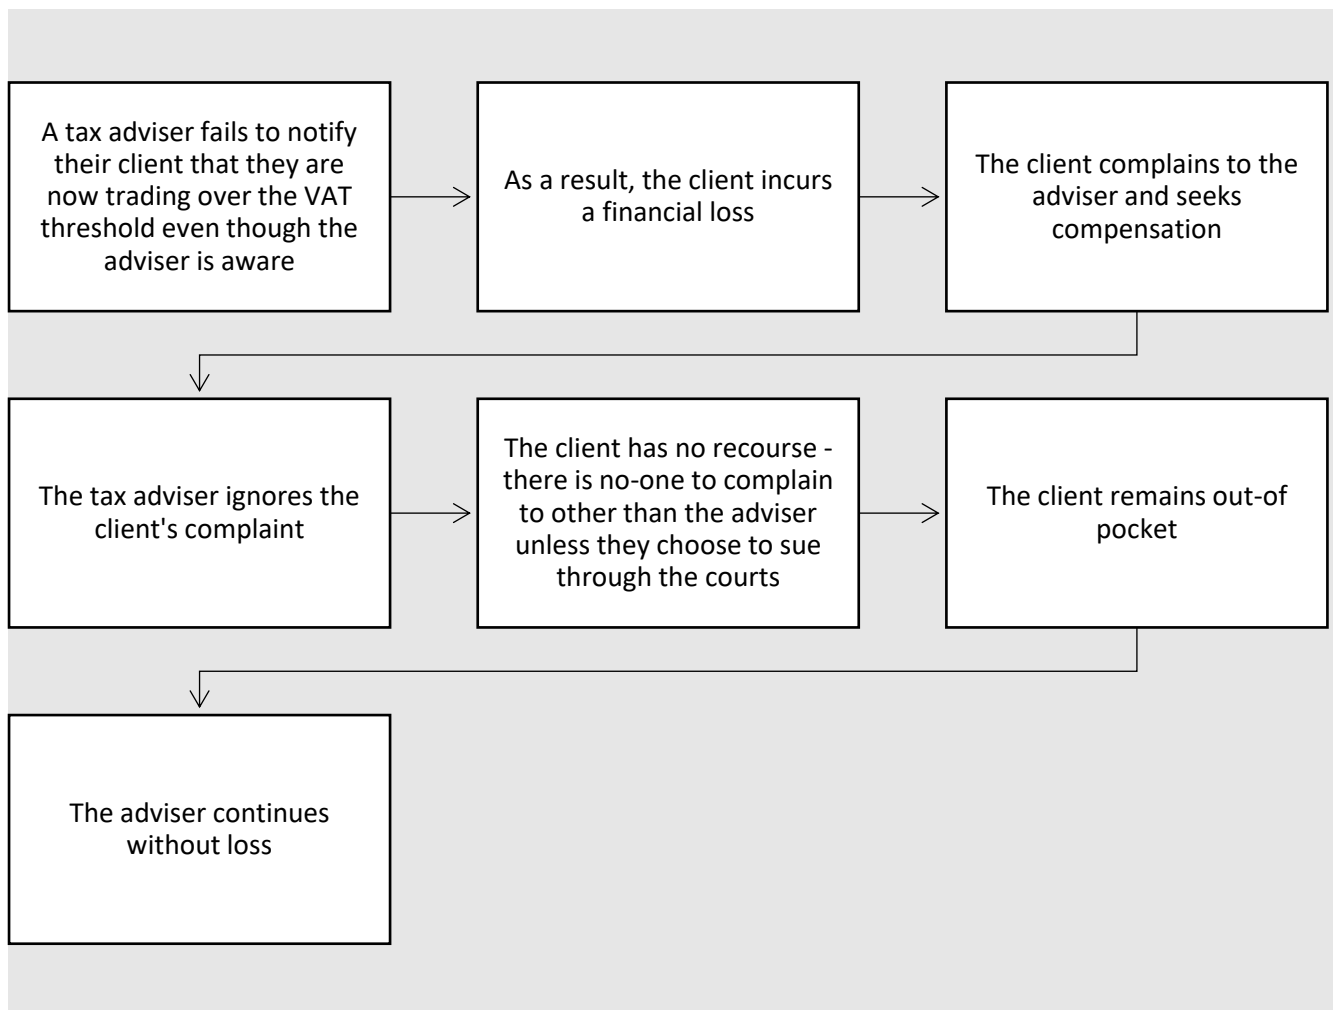 A tax adviser fails to notify
their client that they are
now trading over the VAT
threshold even though the
adviser is aware
As a result, the client incurs
a financial loss
The client complains to the
adviser and seeks
compensation
The tax adviser ignores the
client's complaint
The client has no recourse -
there is no-one to complain
to other than the adviser
unless they choose to sue
through the courts
The client remains out-of
pocket
The adviser continues
without loss